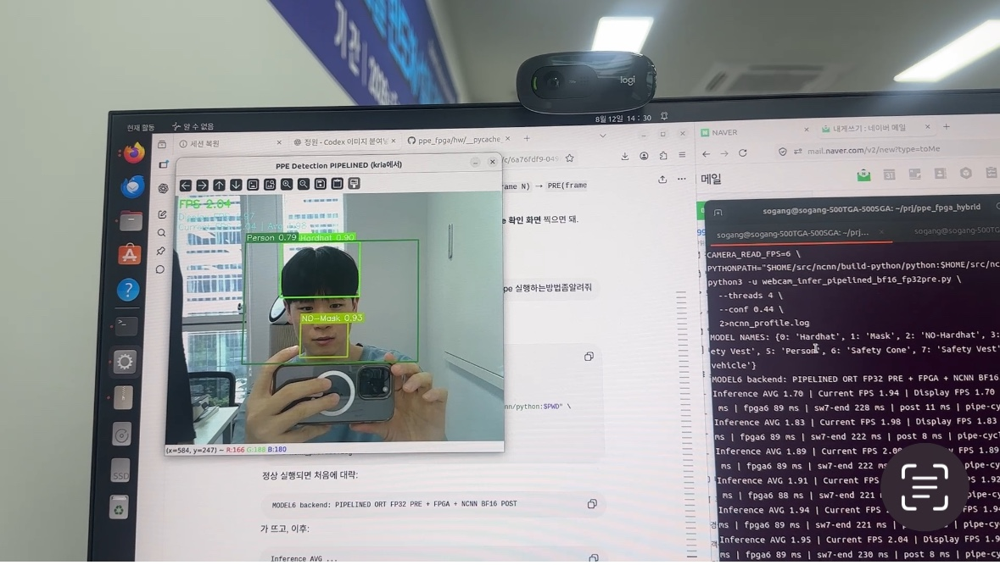 기관
logi
현재 활동
알 수 없음
8월 12일 14 : 30
세션 복원
정원 - Codex 이미지 붙여넣
ppe_fpga/hw/__pycache
NAVER
내게쓰기 : 네이버 메일
/c/6a76fdf9-049
mail.naver.com/v2/new?type=toMe
메일
PPE Detection PIPELINED (kria에서)
FPS 2.04
Person 0.79
Hardhat 0.90
NO-Mask 0.93
(x=584, y=247) ~ R:166 G:188 B:180
ame N) → PRE(frame
확인 화면 찍으면 돼.
pe 실행하는방법좀알려줘
nn/python:$PWD" \
정상 실행되면 처음에 대략:
MODEL6 backend: PIPELINED ORT FP32 PRE + FPGA + NCNN BF16 POST
가 뜨고, 이후:
Inference AVG ...
SSD
sogang@sogang-500TGA-500SGA: ~/prj/ppe_fpga_hybrid
sogang@sogang-500TGA-500SGA: ~/prj...
sogang@sogang-500TG
CAMERA_READ_FPS=6 \
PYTHONPATH="$HOME/src/ncnn/build-python/python:$HOME/src/nc
python3 -u webcam_infer_pipelined_bf16_fp32pre.py \
--threads 4 \
--conf 0.44 \
2>ncnn_profile.log
MODEL NAMES: {0: 'Hardhat', 1: 'Mask', 2: 'NO-Hardhat', 3:
ety Vest', 5: 'Person', 6: 'Safety Cone', 7: 'Safety Vest'
vehicle'}
MODEL6 backend: PIPELINED ORT FP32 PRE + FPGA + NCNN BF16
Inference AVG 1.70 | Current FPS 1.94 | Display FPS 1.70
ms | fpga6 89 ms | sw7-end 228 ms | post 11 ms | pipe-cy
Inference AVG 1.83 | Current FPS 1.98 | Display FPS 1.83
ms | fpga6 89 ms | sw7-end 222 ms | post 8 ms | pipe-cyc
Inference AVG 1.89 | Current FPS 2.00 FPS 1.89
ms | fpga6 89 ms | sw7-end 222 ms pipe-cy
Inference AVG 1.91 | Current FPS 2.0 1.92
ms | fpga6 88 ms | sw7-end 221 pipe-c
Inference AVG 1.94 | Current FPS 1.94
ms | fpga6 89 ms | sw7-end 221 ms | p pipe-cy
Inference AVG 1.95 | Current FPS 2.04 | Display FPS 1.9
ms | fpga6 89 ms | sw7-end 230 ms | post 8 ms | pipe-c